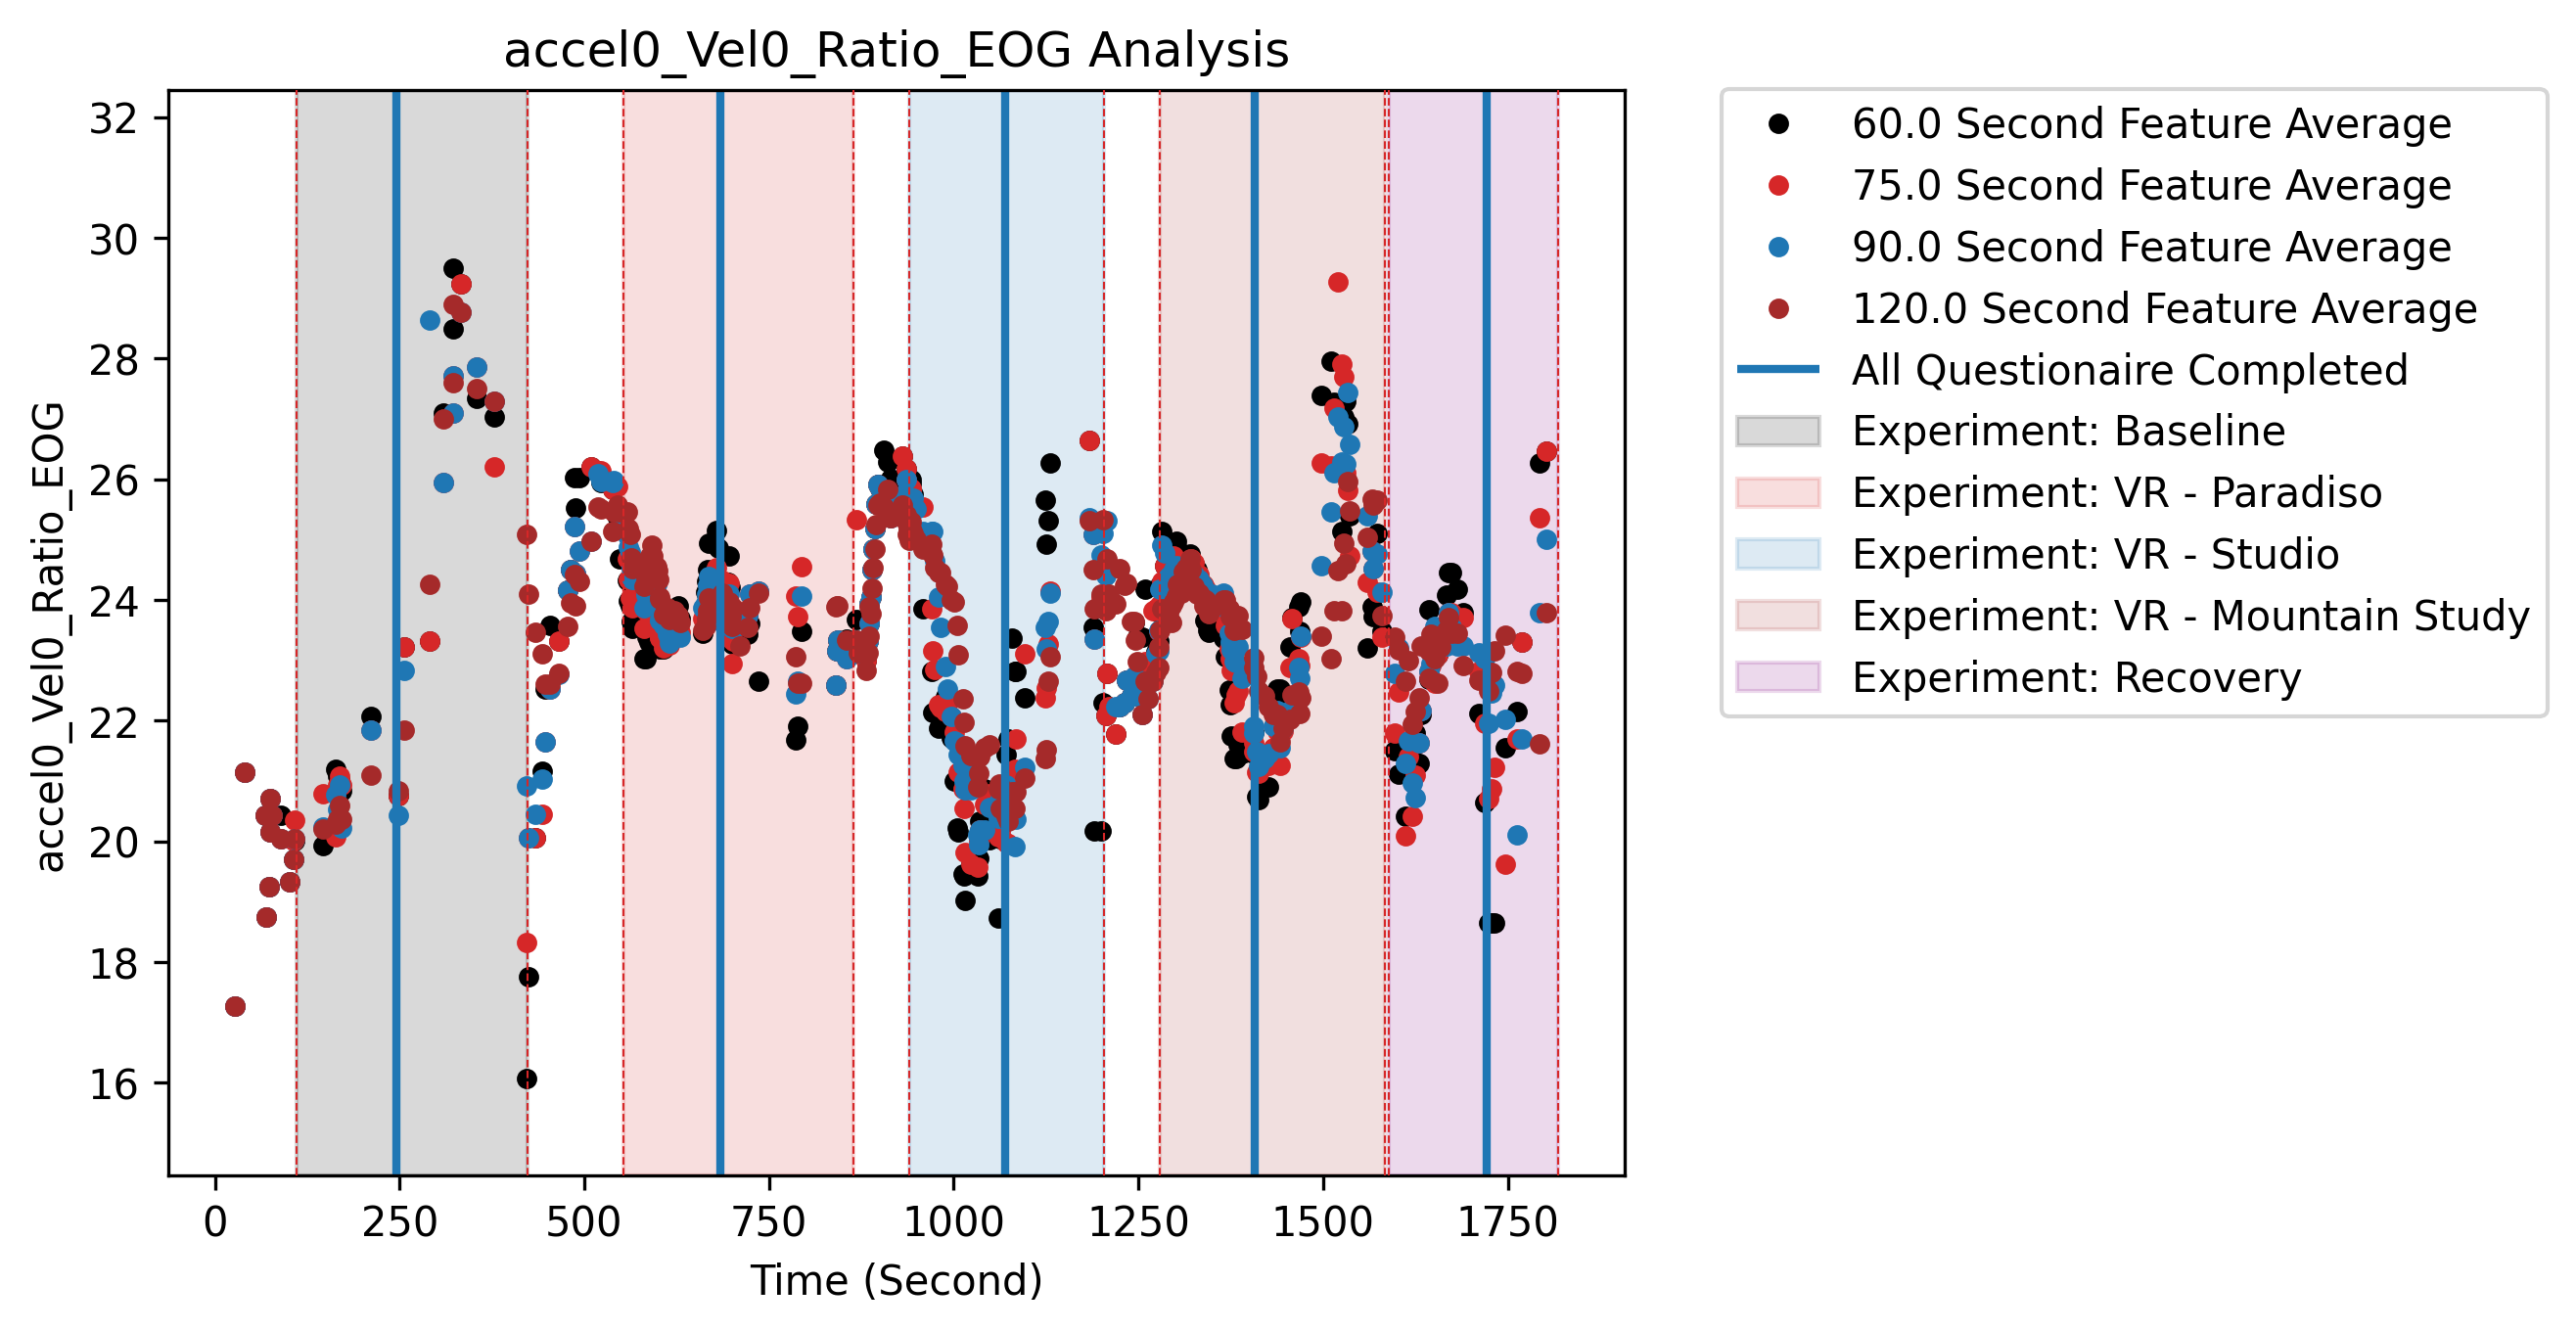 accel0_Vel0_Ratio_EOG Analysis
accel0_Vel0_Ratio_EOG
32
30
28
26
24
22
20
18
16
0 250 500 750 1000 1250 1500 1750
Time (Second)
60.0 Second Feature Average
75.0 Second Feature Average
90.0 Second Feature Average
120.0 Second Feature Average
All Questionaire Completed
Experiment: Baseline
Experiment: VR - Paradiso
Experiment: VR - Studio
Experiment: VR - Mountain Study
Experiment: Recovery